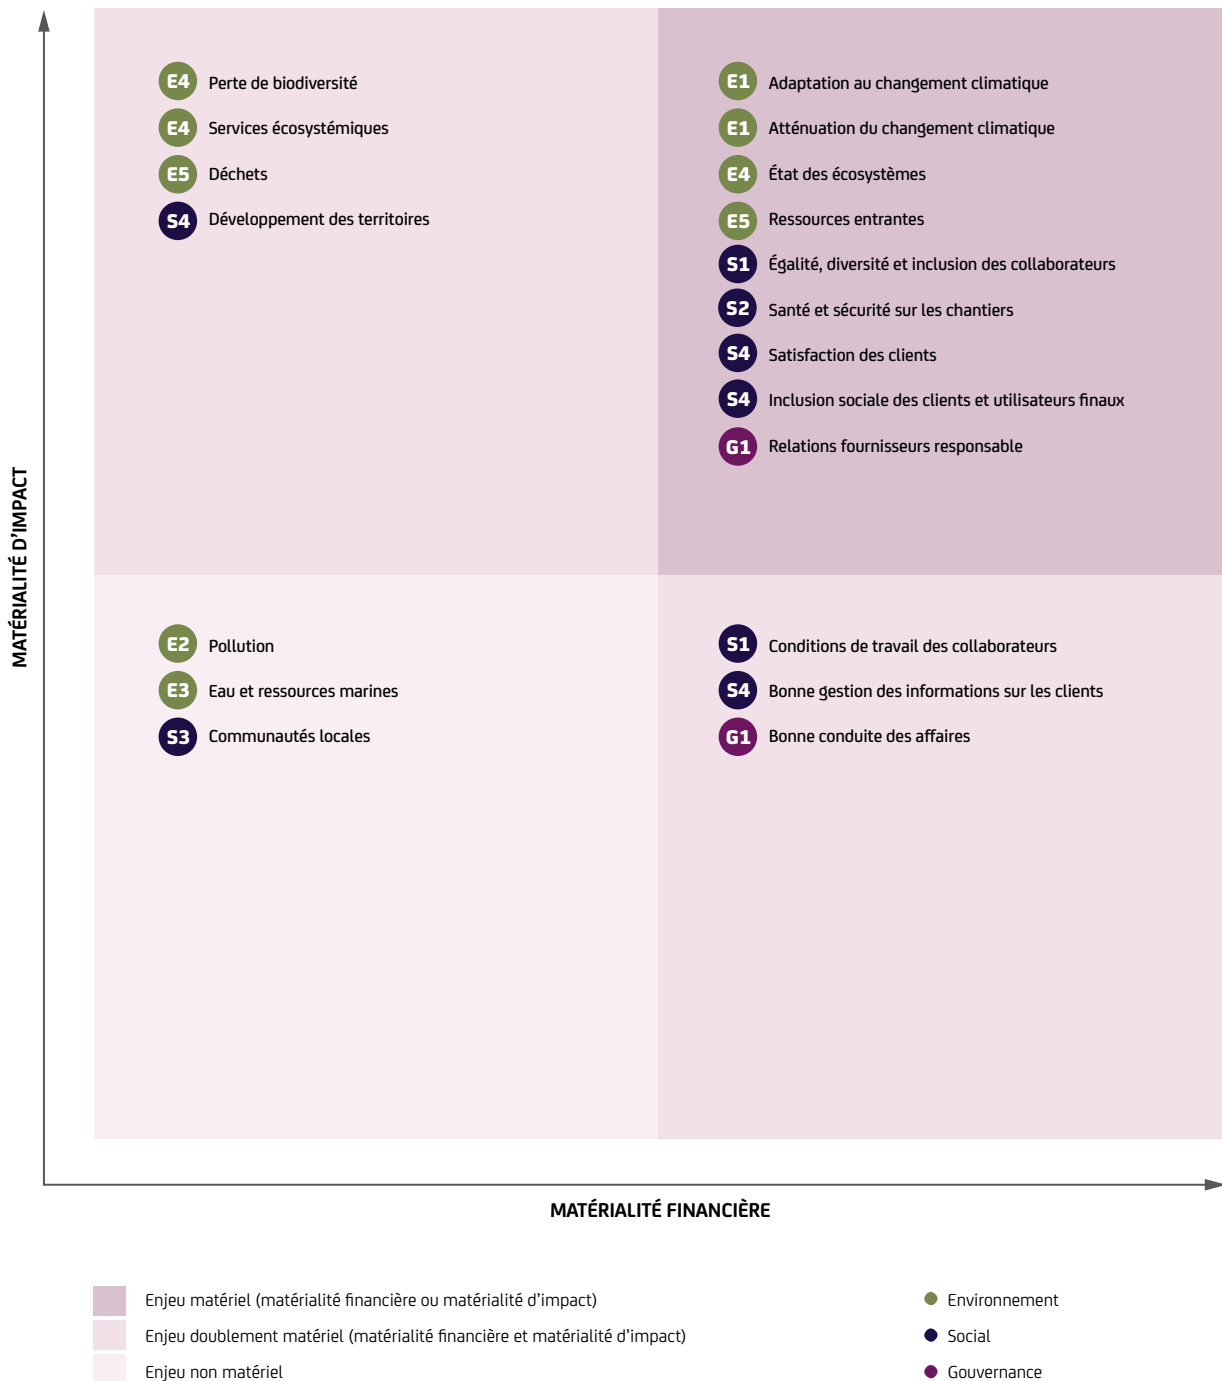 E4 Perte de biodiversité
E4 Services écosystémiques
E5 Déchets
S4 Développement des territoires
E1 Adaptation au changement climatique
E1 Atténuation du changement climatique
E4 État des écosystèmes
E5 Ressources entrantes
S1 Égalité, diversité et inclusion des collaborateurs
S2 Santé et sécurité sur les chantiers
S4 Satisfaction des clients
S4 Inclusion sociale des clients et utilisateurs finaux
G1 Relations fournisseurs responsable
MATÉRIALITÉ D'IMPACT
E2 Pollution
E3 Eau et ressources marines
S3 Communautés locales
S1 Conditions de travail des collaborateurs
S4 Bonne gestion des informations sur les clients
G1 Bonne conduite des affaires
MATÉRIALITÉ FINANCIÈRE
Enjeu matériel (matérialité financière ou matérialité d'impact)
Enjeu doublement matériel (matérialité financière et matérialité d'impact)
Enjeu non matériel
Environnement
Social
Gouvernance